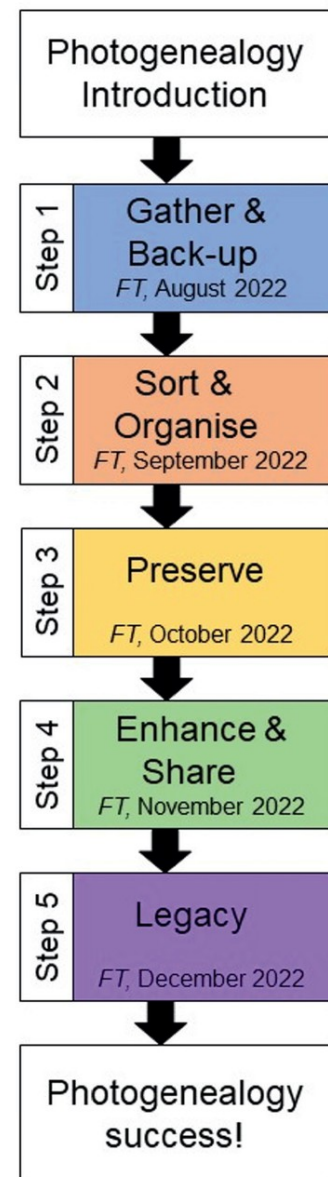 Photogenealogy
Introduction
Step 1
Gather &
Back-up
FT, August 2022
Step 2
Sort &
Organise
FT, September 2022
Step 3
Preserve
FT, October 2022
Step 4
Enhance &
Share
FT, November 2022
Step 5
Legacy
FT, December 2022
Photogenealogy
success!